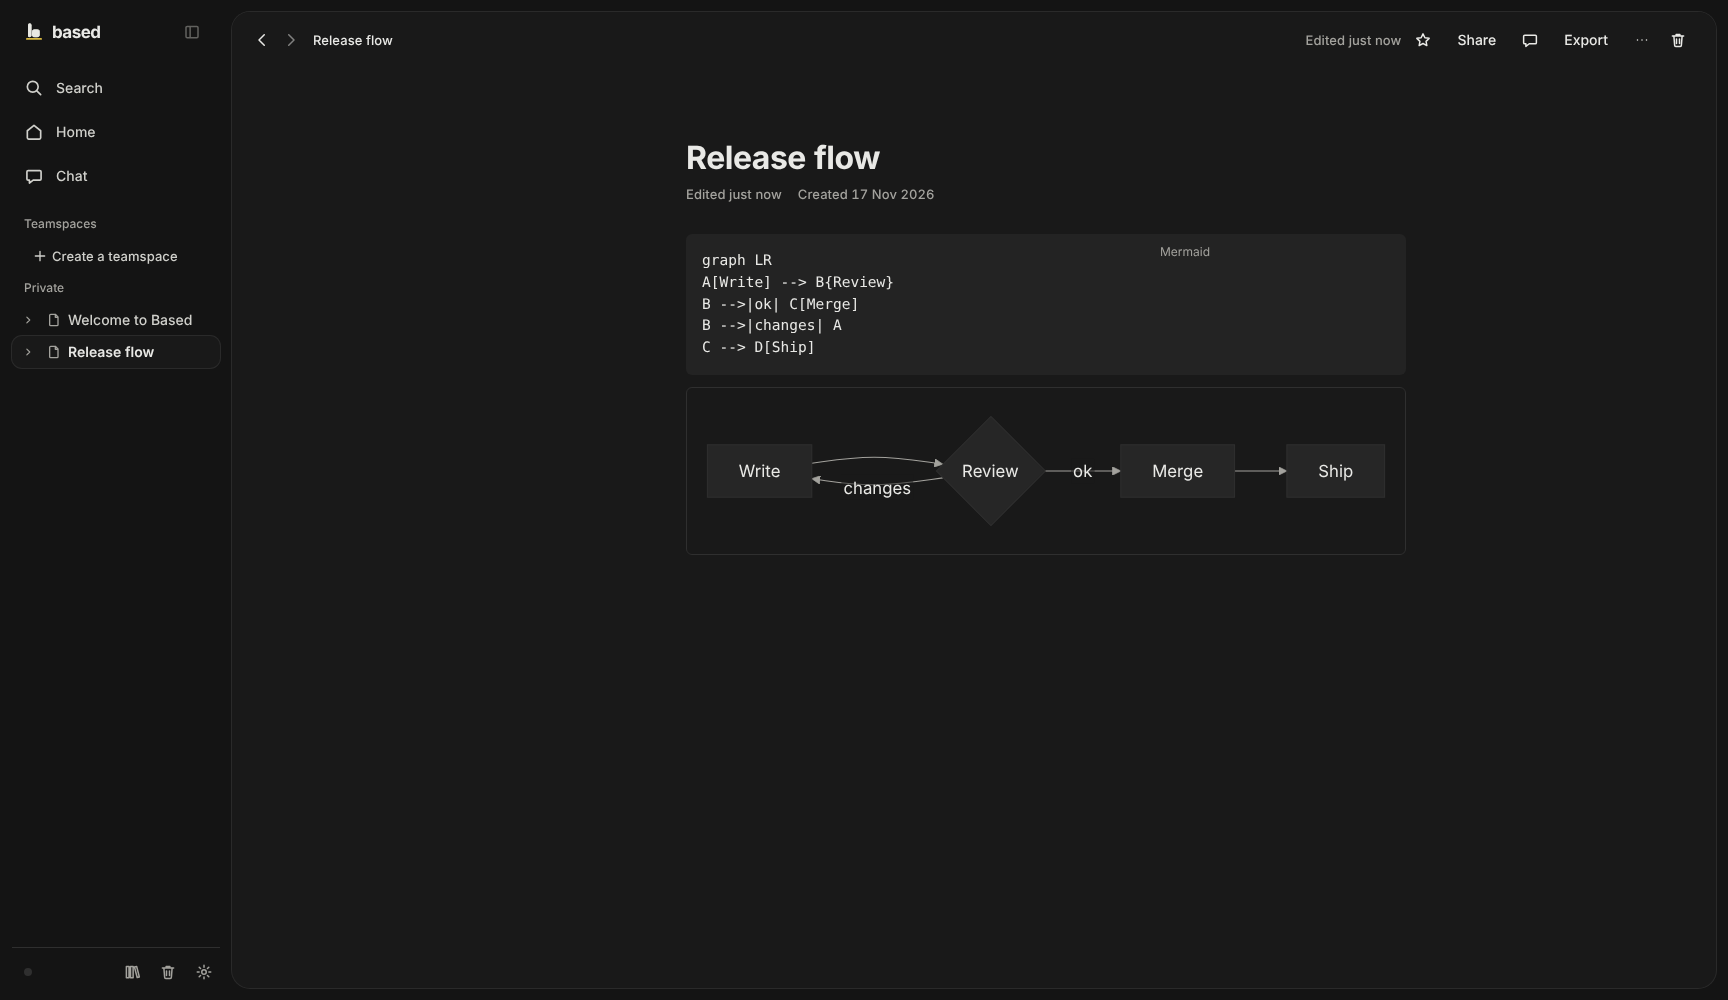 based
Search
Home
Chat
Teamspaces
Create a teamspace
Private
Welcome to Based
Release flow
Release flow
Edited just now
Share
Export
Release flow
Edited just now Created 17 Nov 2026
Mermaid
graph LR
A[Write] --> B{Review}
B -->|ok| C[Merge]
B -->|changes| A
C --> D[Ship]
Write
changes
Review
ok
Merge
Ship